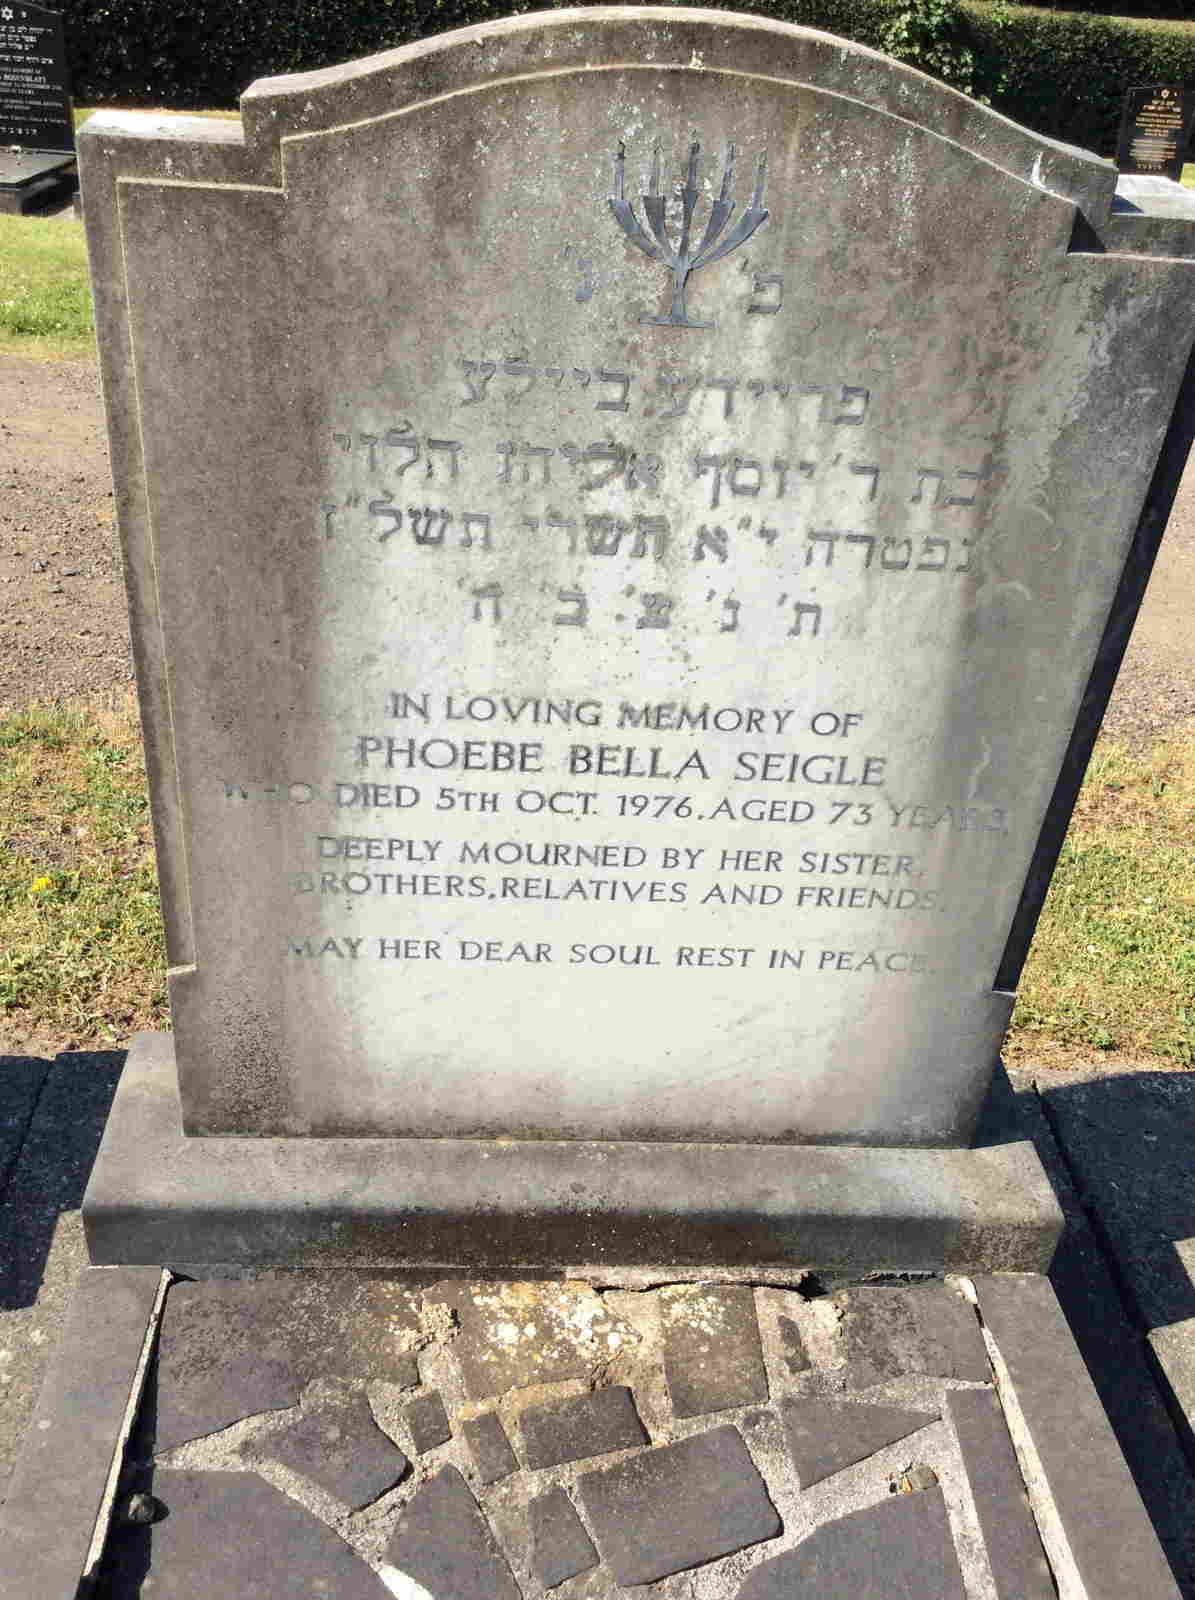 פ' נ'
פריידע ביילע
בת ר' יוסף אליהו הלוי
נפטרה י"א תשרי תשל"ז
ת' נ' צ' ב' ה'
IN LOVING MEMORY OF
PHOEBE BELLA SEIGLE
WHO DIED 5TH OCT. 1976. AGED 73 YEARS.
DEEPLY MOURNED BY HER SISTER,
BROTHERS, RELATIVES AND FRIENDS.
MAY HER DEAR SOUL REST IN PEACE.